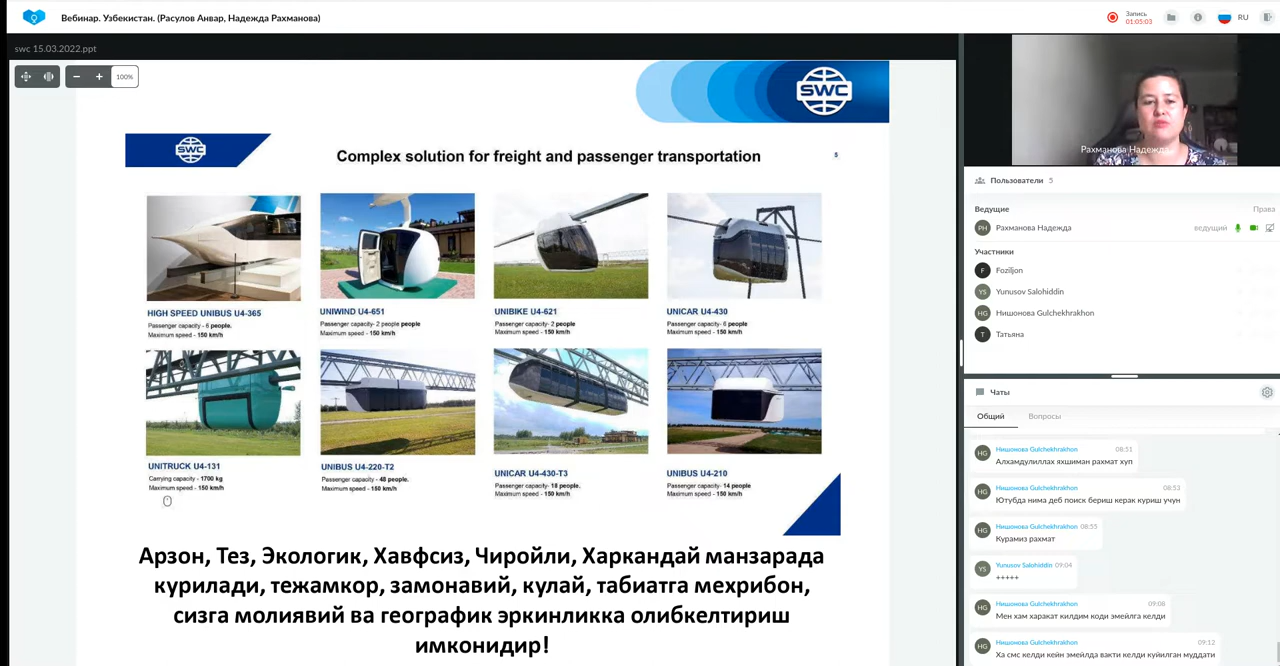 Вебинар. Узбекистан. (Расулов Анвар, Надежда Рахманова)
Запись
01:05:03
RU
swc 15.03.2022.ppt
100%
SWC
SWC
Complex solution for freight and passenger transportation
5
HIGH SPEED UNIBUS U4-365
Passenger capacity - 6 people.
Maximum speed - 150 km/h
UNIWIND U4-651
Passenger capacity- 2 people people
Maximum speed - 150 km/h
UNIBIKE U4-621
Passenger capacity- 2 people
Maximum speed - 150 km/h
UNICAR U4-430
Passenger capacity - 6 people
Maximum speed - 150 km/h
UNITRUCK U4-131
Carrying capacity - 1700 kg
Maximum speed - 150 km/h
UNIBUS U4-220-T2
Passenger capacity - 48 people.
Maximum speed - 150 km/h
UNICAR U4-430-T3
Passenger capacity - 18 people.
Maximum speed - 150 km/h
UNIBUS U4-210
Passenger capacity - 14 people
Maximum speed - 150 km/h
Арзон, Тез, Экологик, Хавфсиз, Чиройли, Харкандай манзарада
курилади, тежамкор, замонавий, кулай, табиатга мехрибон,
сизга молиявий ва географик эркинликка олибкелтириш
имконидир!
Рахманова Надежда
Пользователи 5
Ведущие Права
РН Рахманова Надежда ведущий
Участники
F Foziljon
YS Yunusov Salohiddin
HG Нишонова Gulchekhrakhon
Т Татьяна
Чаты
Общий Вопросы
HG Нишонова Gulchekhrakhon 08:51
Алхамдулиллах яхшиман рахмат хуп
HG Нишонова Gulchekhrakhon 08:53
Ютубда нима деб поиск бериш керак куриш учун
HG Нишонова Gulchekhrakhon 08:55
Курамиз рахмат
YS Yunusov Salohiddin 09:04
+++++
HG Нишонова Gulchekhrakhon 09:08
Мен хам харакат килдим коди эмейлга келди
HG Нишонова Gulchekhrakhon 09:12
Ха смс келди кейн эмейлда вакти келди куйилган муддати